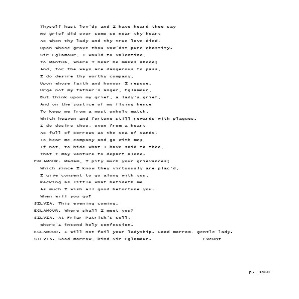 Thyself hast lov'd; and I have heard thee say
No grief did ever come so near thy heart
As when thy lady and thy true love died,
Upon whose grave thou vow'dst pure chastity.
Sir Eglamour, I would to Valentine,
To Mantua, where I hear he makes abode;
And, for the ways are dangerous to pass,
I do desire thy worthy company,
Upon whose faith and honour I repose.
Urge not my father's anger, Eglamour,
But think upon my grief, a lady's grief,
And on the justice of my flying hence
To keep me from a most unholy match,
Which heaven and fortune still rewards with plagues.
I do desire thee, even from a heart
As full of sorrows as the sea of sands,
To bear me company and go with me;
If not, to hide what I have said to thee,
That I may venture to depart alone.
EGLAMOUR. Madam, I pity much your grievances;
Which since I know they virtuously are plac'd,
I give consent to go along with you,
Recking as little what betideth me
As much I wish all good befortune you.
When will you go?
SILVIA. This evening coming.
EGLAMOUR. Where shall I meet you?
SILVIA. At Friar Patrick's cell,
Where I intend holy confession.
EGLAMOUR. I will not fail your ladyship. Good morrow, gentle lady.
SILVIA. Good morrow, kind Sir Eglamour. Exeunt